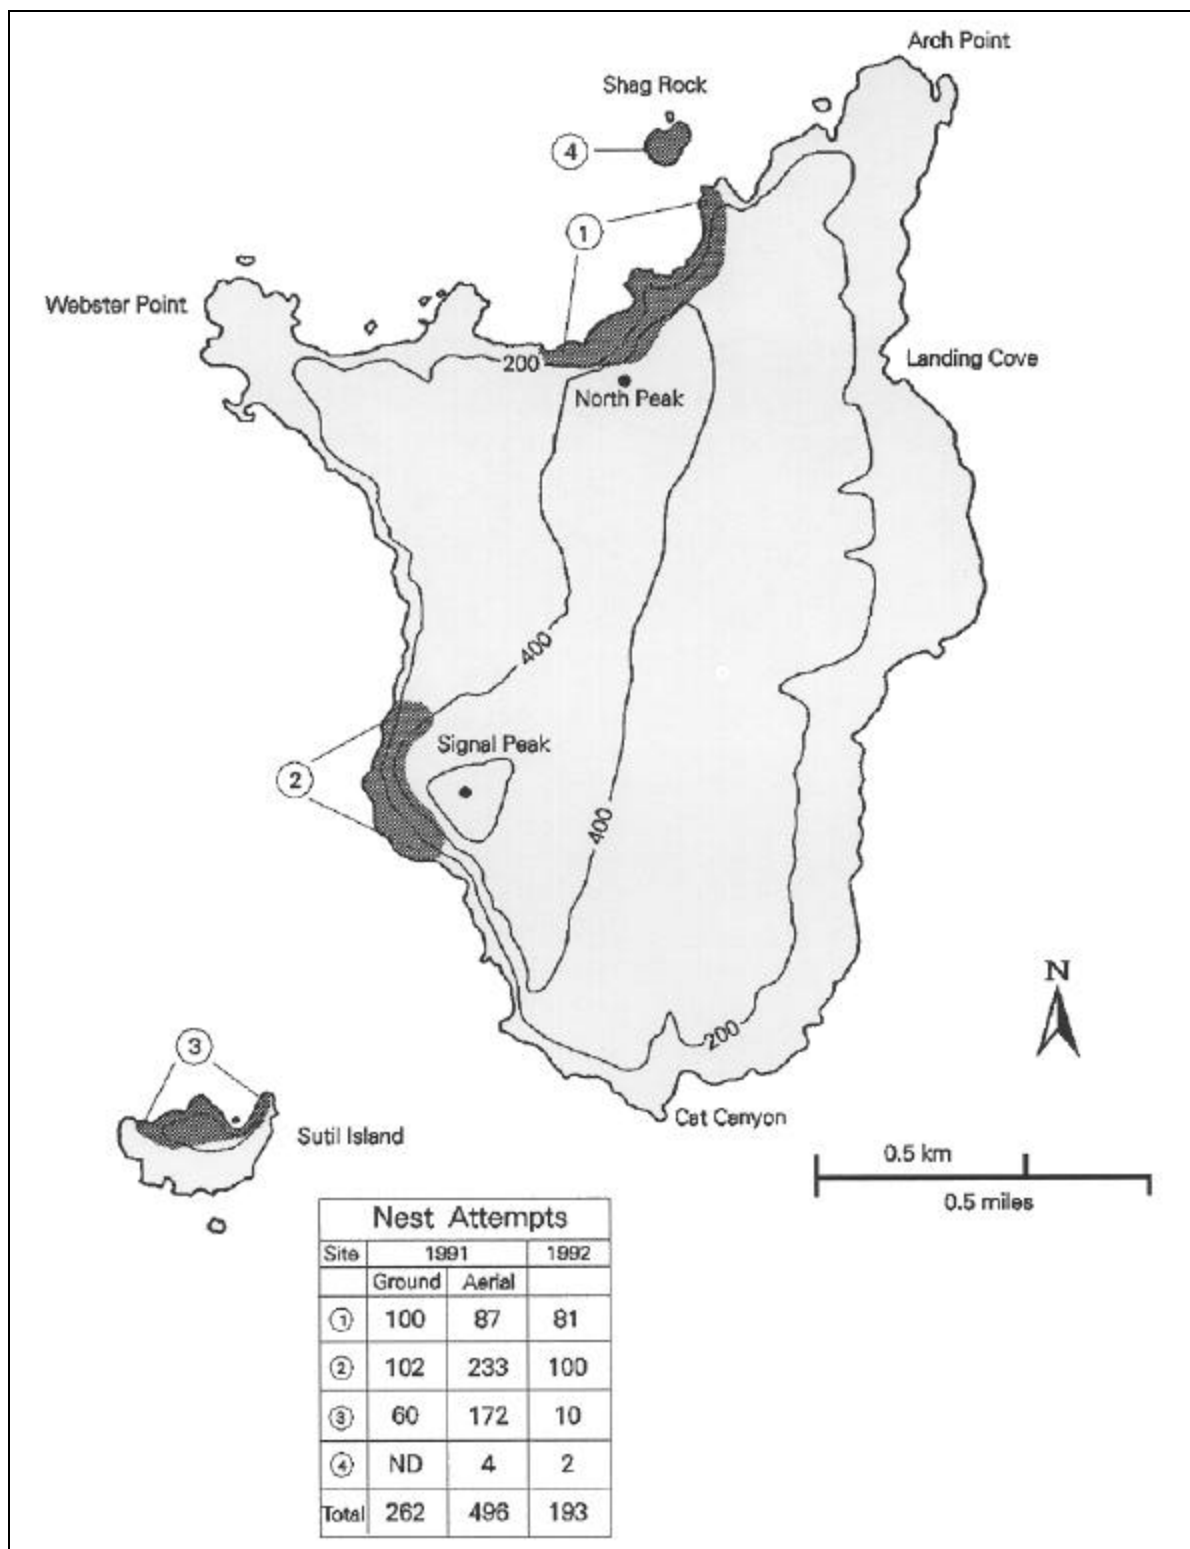 Arch Point
Shag Rock
4
1
Webster Point
200
Landing Cove
North Peak
400
Signal Peak
2
400
N
200
3
Cat Canyon
Sutil Island
0.5 km
0.5 miles
Nest Attempts
Site 1991 1992
Ground Aerial
1 100 87 81
2 102 233 100
3 60 172 10
4 ND 4 2
Total 262 496 193